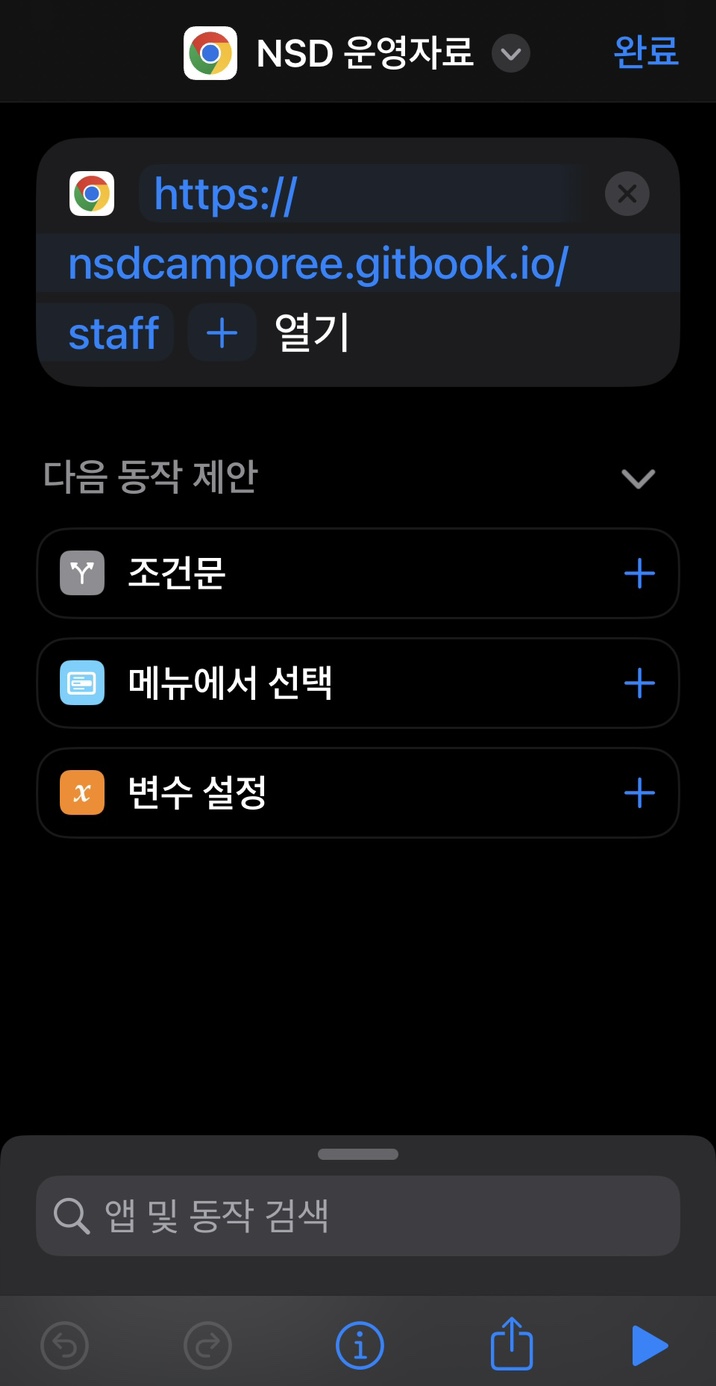 NSD 운영자료
완료
https://
nsdcamporee.gitbook.io/
staff + 열기
다음 동작 제안
조건문
메뉴에서 선택
변수 설정
앱 및 동작 검색